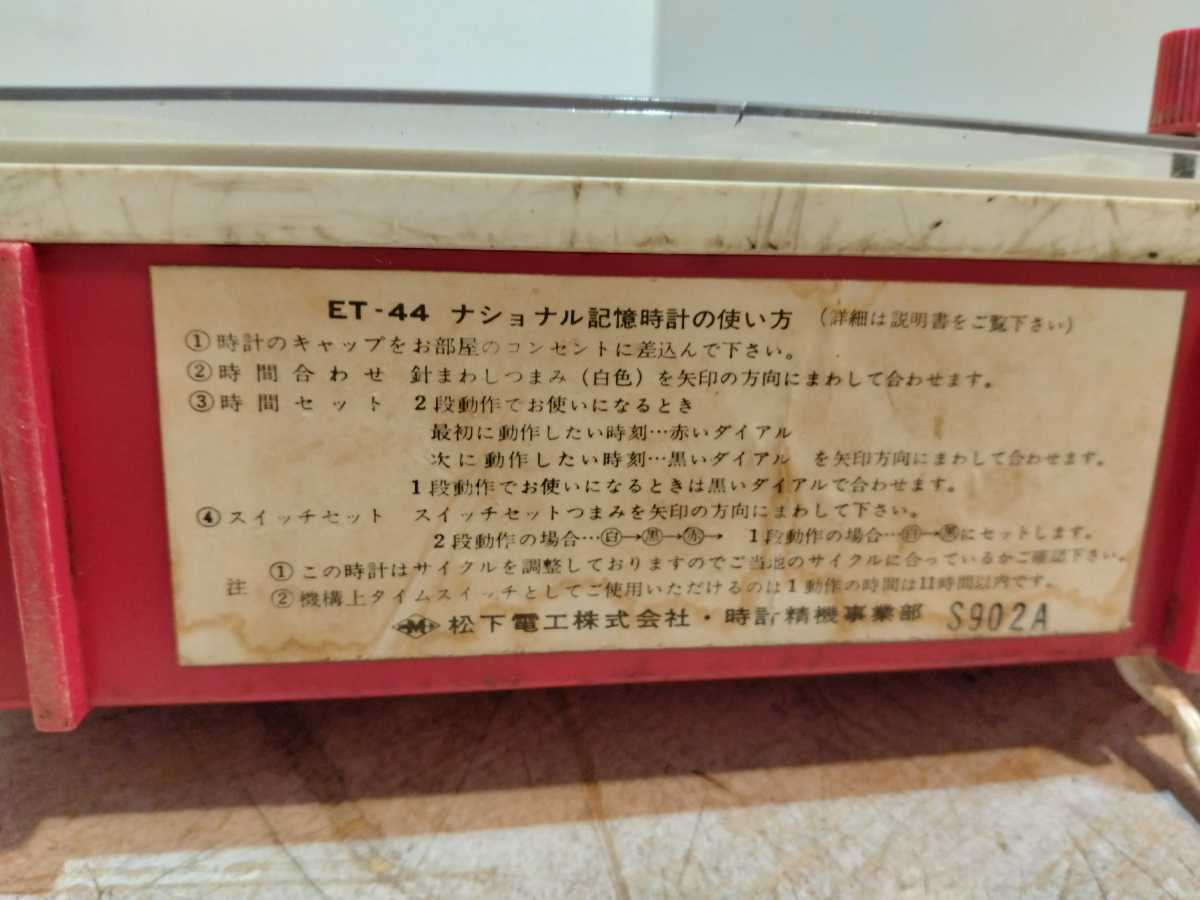 ET-44 ナショナル記憶時計の使い方 (詳細は説明書をご覧下さい)
①時計のキャップをお部屋のコンセントに差込んで下さい。
②時間合わせ 針まわしつまみ(白色)を矢印の方向にまわして合わせます。
③時間セット 2段動作でお使いになるとき
最初に動作したい時刻…赤いダイアル
次に動作したい時刻…黒いダイアル を矢印方向にまわして合わせます。
1段動作でお使いになるときは黒いダイアルで合わせます。
④スイッチセット スイッチセットつまみを矢印の方向にまわして下さい。
2段動作の場合…㊀白→黒→赤→ 1段動作の場合…白→黒にセットします。
注 ①この時計はサイクルを調整しておりますのでご当地のサイクルに合っているかご確認下さい。
②機構上タイムスイッチとしてご使用いただけるのは1動作の時間は11時間以内です。
M 松下電工株式会社・時計精機事業部 S902A